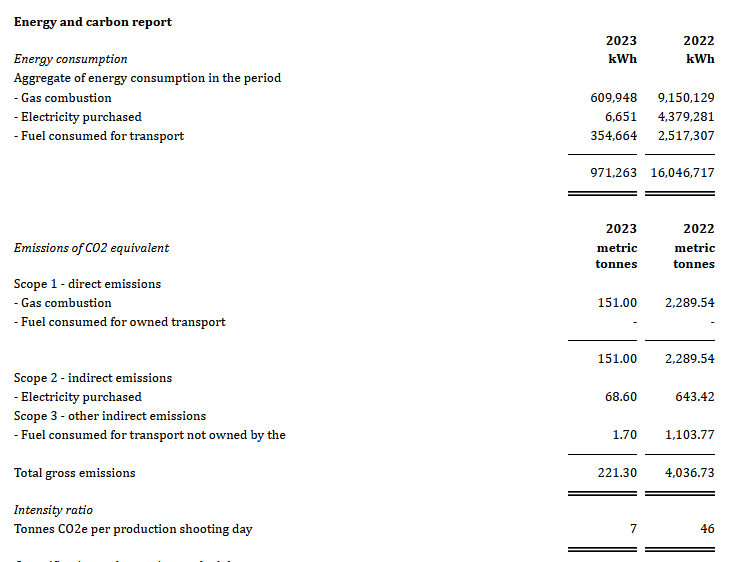 Energy and carbon report
2023 2022
Energy consumption kWh kWh
Aggregate of energy consumption in the period
- Gas combustion 609,948 9,150,129
- Electricity purchased 6,651 4,379,281
- Fuel consumed for transport 354,664 2,517,307
971,263 16,046,717
2023 2022
Emissions of CO2 equivalent metric metric
tonnes tonnes
Scope 1 - direct emissions
- Gas combustion 151.00 2,289.54
- Fuel consumed for owned transport - -
151.00 2,289.54
Scope 2 - indirect emissions
- Electricity purchased 68.60 643.42
Scope 3 - other indirect emissions
- Fuel consumed for transport not owned by the 1.70 1,103.77
Total gross emissions 221.30 4,036.73
Intensity ratio
Tonnes CO2e per production shooting day 7 46